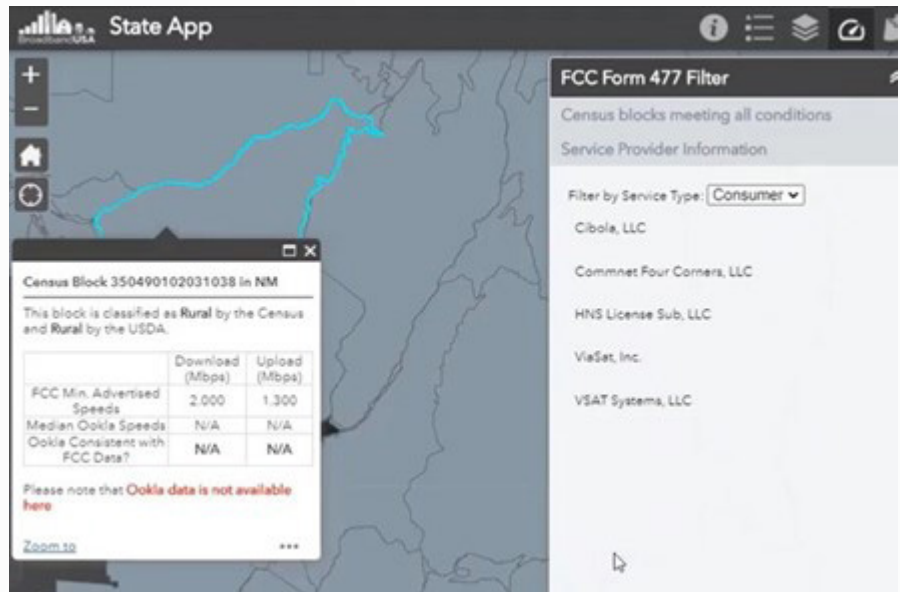 BroadbandUSA State App
FCC Form 477 Filter
Census blocks meeting all conditions
Service Provider Information
Filter by Service Type: Consumer
Cibola, LLC
Commnet Four Corners, LLC
HNS License Sub, LLC
ViaSat, Inc.
VSAT Systems, LLC
Census Block 350490102031038 in NM
This block is classified as Rural by the Census
and Rural by the USDA.
Download Upload
(Mbps) (Mbps)
FCC Min. Advertised
Speeds 2.000 1.300
Median Ookla Speeds N/A N/A
Ookla Consistent with
FCC Data? N/A N/A
Please note that Ookla data is not available
here
Zoom to